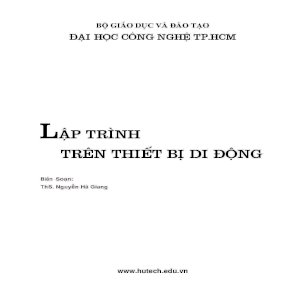 BỘ GIÁO DỤC VÀ ĐÀO TẠO
ĐẠI HỌC CÔNG NGHỆ TP.HCM
LẬP TRÌNH
TRÊN THIẾT BỊ DI ĐỘNG
Biên Soạn:
ThS. Nguyễn Hà Giang
www.hutech.edu.vn